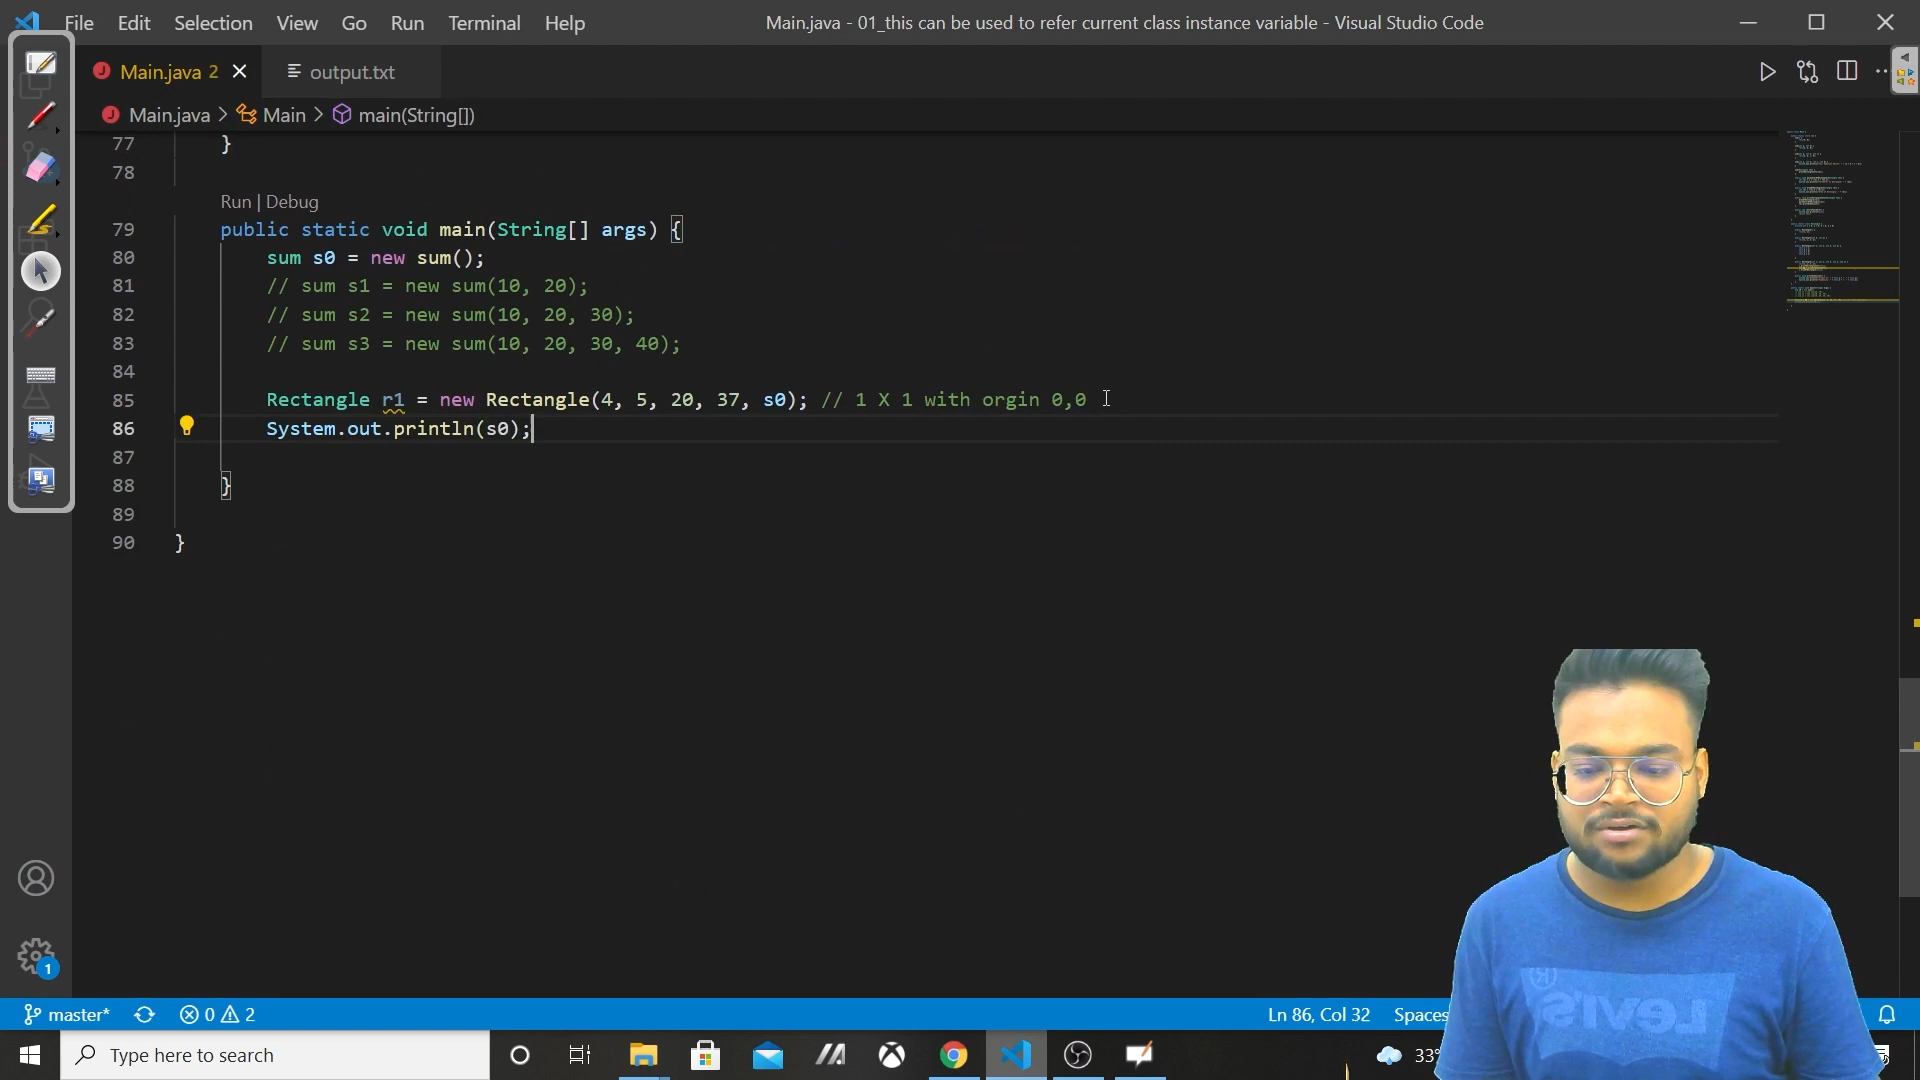 File Edit Selection View Go Run Terminal Help Main.java - 01_this can be used to refer current class instance variable - Visual Studio Code
Main.java 2 output.txt
Main.java > Main > main(String[])
77 }
78
Run | Debug
79 public static void main(String[] args) {
80 sum s0 = new sum();
81 // sum s1 = new sum(10, 20);
82 // sum s2 = new sum(10, 20, 30);
83 // sum s3 = new sum(10, 20, 30, 40);
84
85 Rectangle r1 = new Rectangle(4, 5, 20, 37, s0); // 1 X 1 with orgin 0,0
86 System.out.println(s0);
87
88 }
89
90 }
1
master* 0 2 Ln 86, Col 32 Spaces
Type here to search 33°
LEVI'S